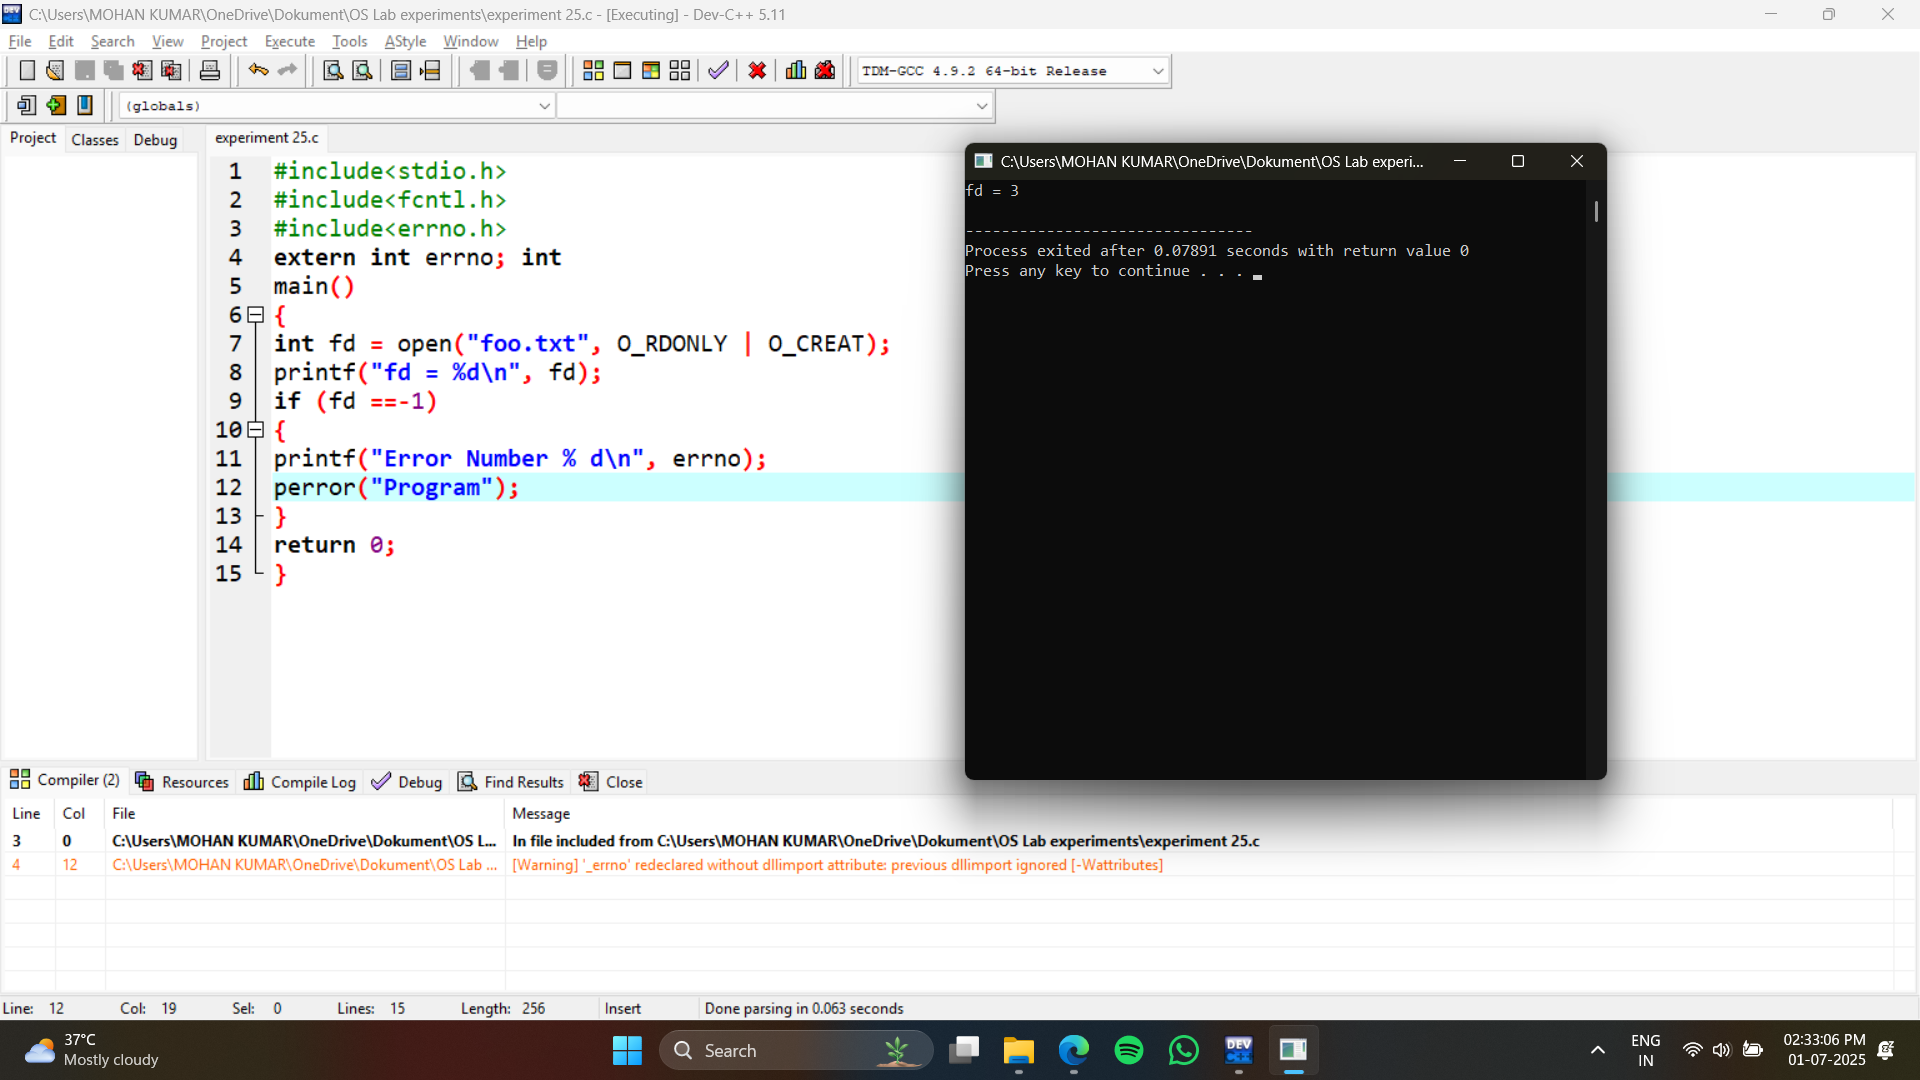 C:\Users\MOHAN KUMAR\OneDrive\Dokument\OS Lab experiments\experiment 25.c - [Executing] - Dev-C++ 5.11
File Edit Search View Project Execute Tools AStyle Window Help
TDM-GCC 4.9.2 64-bit Release
(globals)
Project Classes Debug
experiment 25.c
1 #include<stdio.h>
2 #include<fcntl.h>
3 #include<errno.h>
4 extern int errno; int
5 main()
6 {
7 int fd = open("foo.txt", O_RDONLY | O_CREAT);
8 printf("fd = %d\n", fd);
9 if (fd ==-1)
10 {
11 printf("Error Number % d\n", errno);
12 perror("Program");
13 }
14 return 0;
15 }
C:\Users\MOHAN KUMAR\OneDrive\Dokument\OS Lab experi...
fd = 3
--------------------------------
Process exited after 0.07891 seconds with return value 0
Press any key to continue . . .
Compiler (2) Resources Compile Log Debug Find Results Close
Line Col File Message
3 0 C:\Users\MOHAN KUMAR\OneDrive\Dokument\OS L... In file included from C:\Users\MOHAN KUMAR\OneDrive\Dokument\OS Lab experiments\experiment 25.c
4 12 C:\Users\MOHAN KUMAR\OneDrive\Dokument\OS Lab ... [Warning] '_errno' redeclared without dllimport attribute: previous dllimport ignored [-Wattributes]
Line: 12 Col: 19 Sel: 0 Lines: 15 Length: 256 Insert Done parsing in 0.063 seconds
37°C
Mostly cloudy
Search
DEV
ENG
IN
02:33:06 PM
01-07-2025